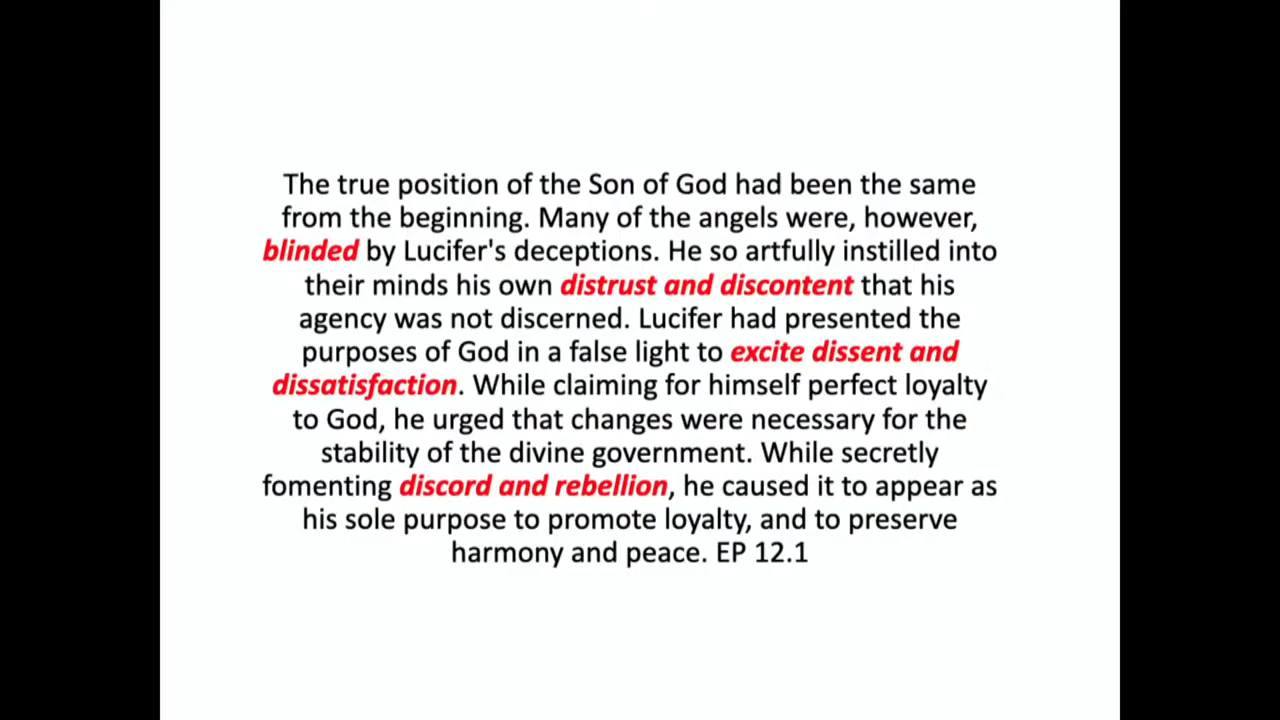 The true position of the Son of God had been the same
from the beginning. Many of the angels were, however,
blinded by Lucifer's deceptions. He so artfully instilled into
their minds his own distrust and discontent that his
agency was not discerned. Lucifer had presented the
purposes of God in a false light to excite dissent and
dissatisfaction. While claiming for himself perfect loyalty
to God, he urged that changes were necessary for the
stability of the divine government. While secretly
fomenting discord and rebellion, he caused it to appear as
his sole purpose to promote loyalty, and to preserve
harmony and peace. EP 12.1